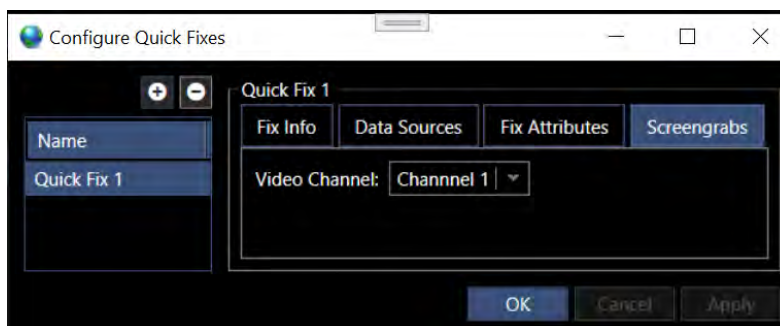 Configure Quick Fixes
Quick Fix 1
Fix Info Data Sources Fix Attributes Screengrabs
Name
Quick Fix 1
Video Channel: Channnel 1
OK Cancel Apply